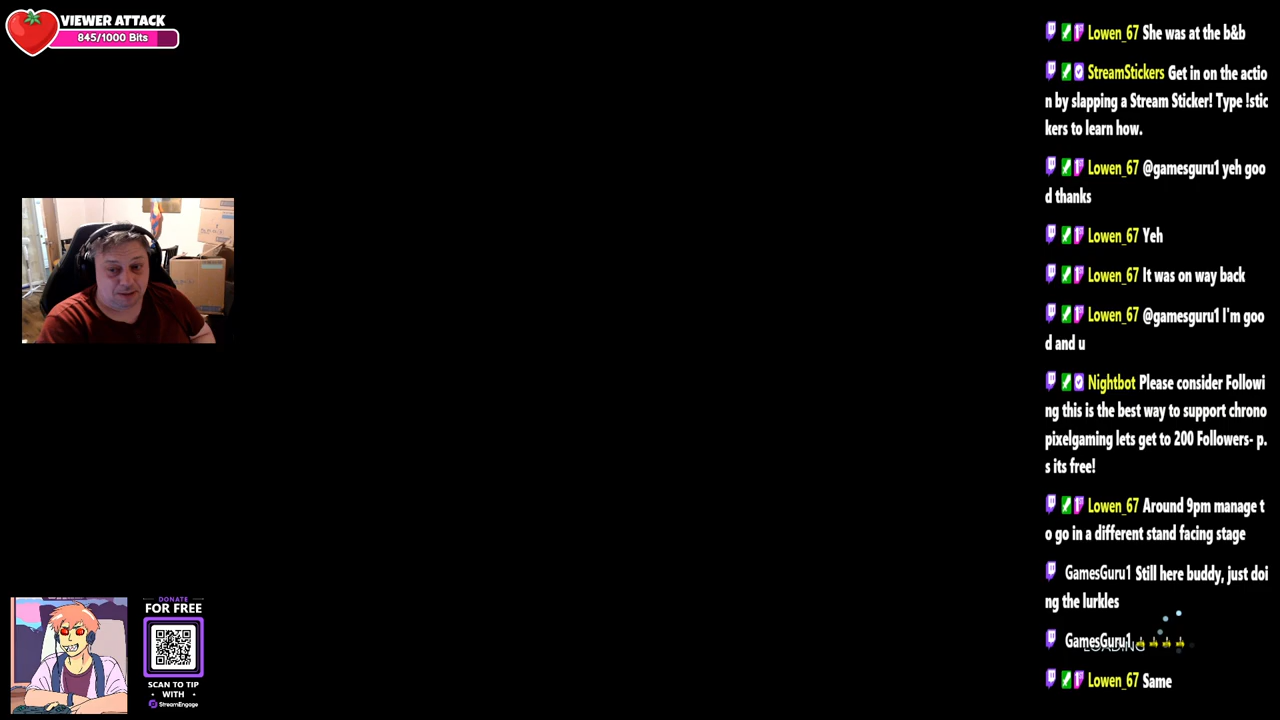 VIEWER ATTACK
845/1000 Bits
Lowen_67 She was at the b&b
StreamStickers Get in on the actio
n by slapping a Stream Sticker! Type !stic
kers to learn how.
Lowen_67 @gamesguru1 yeh goo
d thanks
Lowen_67 Yeh
Lowen_67 It was on way back
Lowen_67 @gamesguru1 I'm goo
d and u
Nightbot Please consider Followi
ng this is the best way to support chrono
pixelgaming lets get to 200 Followers- p.
s its free!
Lowen_67 Around 9pm manage t
o go in a different stand facing stage
GamesGuru1 Still here buddy, just doi
ng the lurkles
GamesGuru1
LOADING
Lowen_67 Same
DONATE
FOR FREE
SCAN TO TIP
• WITH •
StreamEngage